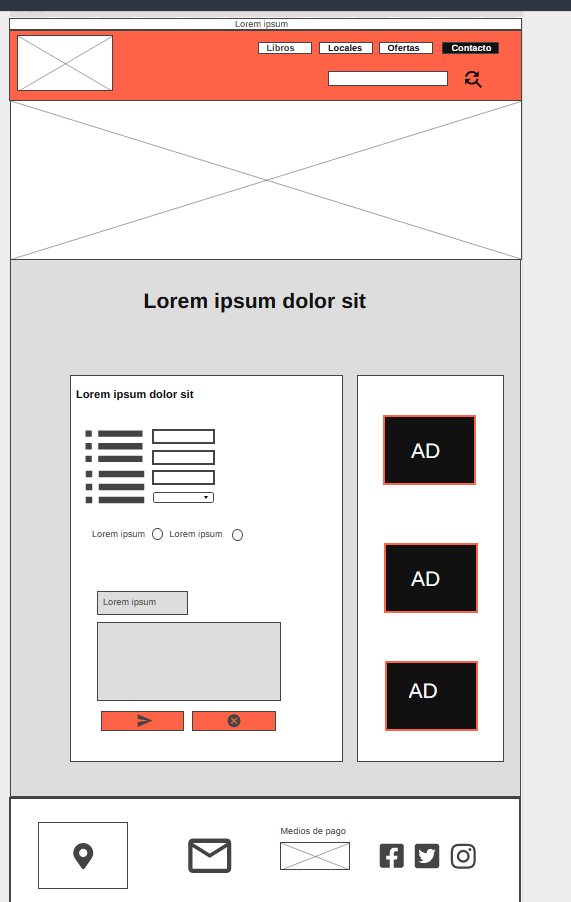 Lorem ipsum
Libros
Locales
Ofertas
Contacto
Lorem ipsum dolor sit
Lorem ipsum dolor sit
Lorem ipsum
Lorem ipsum
Lorem ipsum
AD
AD
AD
Medios de pago